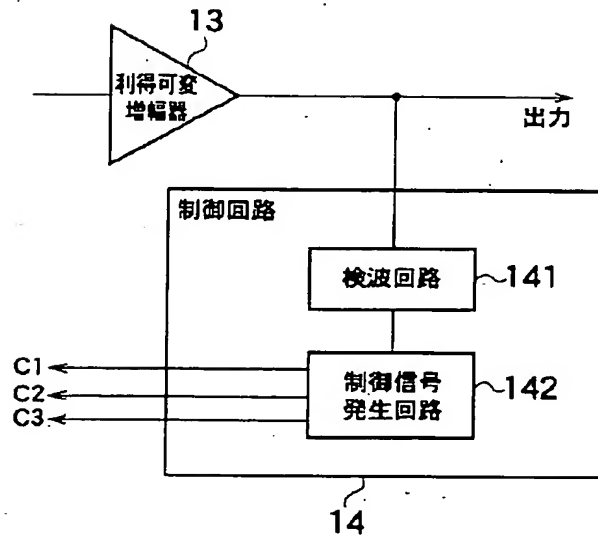 13
利得可変
増幅器
出力
制御回路
検波回路
141
C1
C2
C3
制御信号
発生回路
142
14